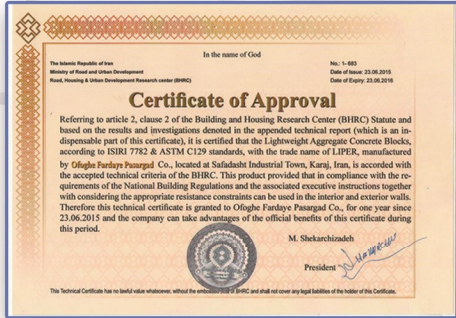 In the name of God
The Islamic Republic of Iran
Ministry of Road and Urban Development
Road, Housing & Urban Development Research center (BHRC)
No.: 1- 683
Date of Issue: 23.06.2015
Date of Expiry: 23.06.2016
Certificate of Approval
Referring to article 2, clause 2 of the Building and Housing Research Center (BHRC) Statute and
based on the results and investigations denoted in the appended technical report (which is an in-
dispensable part of this certificate), it is certified that the Lightweight Aggregate Concrete Blocks,
according to ISIRI 7782 & ASTM C129 standards, with the trade name of LIPER, manufactured
by Ofoghe Fardaye Pasargad Co., located at Safadasht Industrial Town, Karaj, Iran, is accorded with
the accepted technical criteria of the BHRC. This product provided that in compliance with the re-
quirements of the National Building Regulations and the associated executive instructions together
with considering the appropriate resistance constraints can be used in the interior and exterior walls.
Therefore this technical certificate is granted to Ofoghe Fardaye Pasargad Co., for one year since
23.06.2015 and the company can take advantages of the official benefits of this certificate during
this period.
M. Shekarchizadeh
President
This Technical Certificate has no lawful value whatsoever, without the embossed seal of BHRC and shall not cover any legal liabilities of the holder of this Certificate.